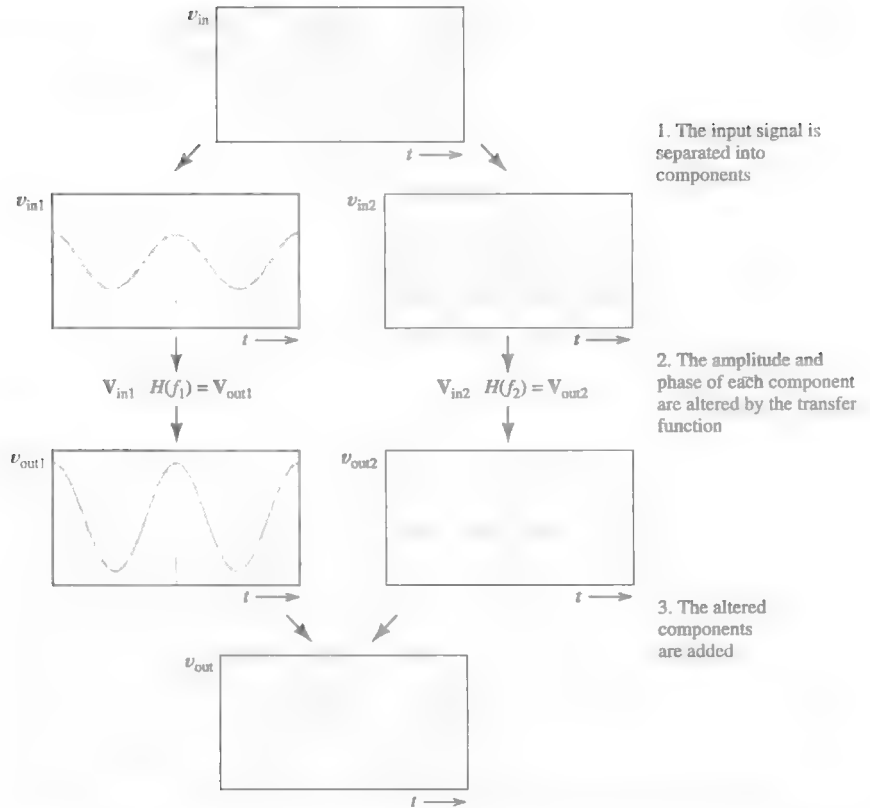 v_in
t
1. The input signal is
separated into
components
v_in1
t
v_in2
t
V_in1 H(f_1) = V_out1
V_in2 H(f_2) = V_out2
2. The amplitude and
phase of each component
are altered by the transfer
function
v_out1
t
v_out2
t
3. The altered
components
are added
v_out
t